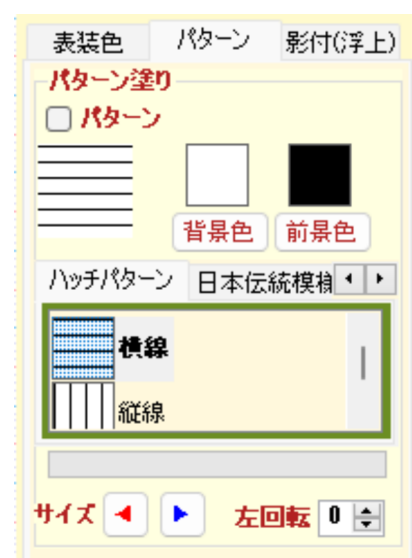 表装色 パターン 影付(浮上)
パターン塗り
パターン
背景色 前景色
ハッチパターン 日本伝統模様
横線
縦線
サイズ 左回転 0